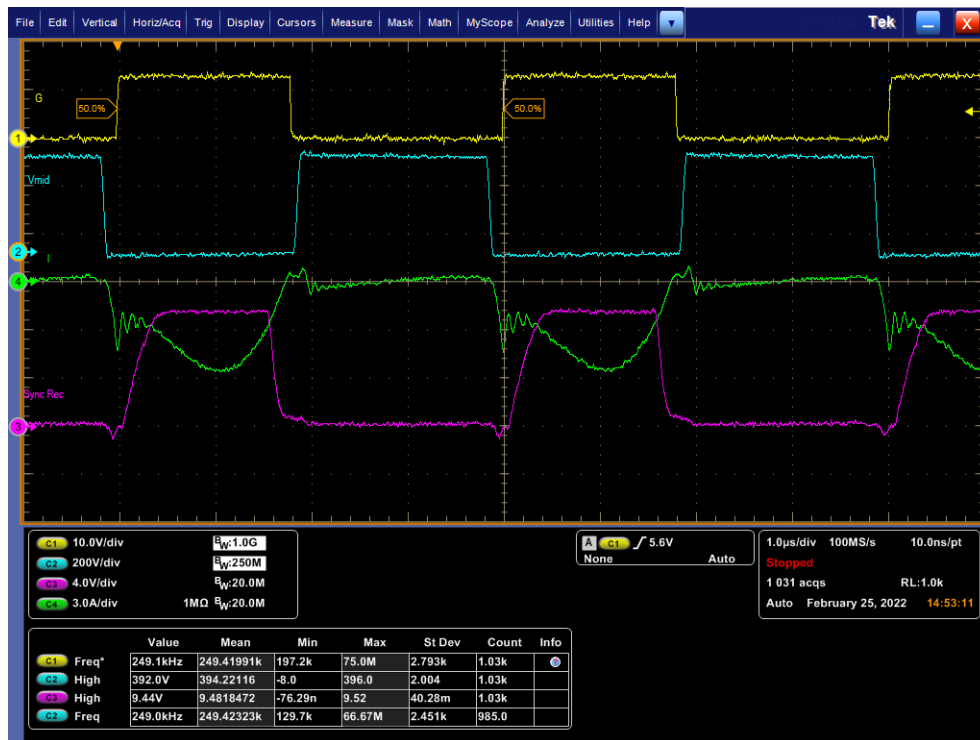 File Edit Vertical Horiz/Acq Trig Display Cursors Measure Mask Math MyScope Analyze Utilities Help Tek X
G
50.0% 50.0%
1
Vmid
2
I
4
Sync Rec
3
C1 10.0V/div BW:1.0G
C2 200V/div BW:250M
C3 4.0V/div BW:20.0M
C4 3.0A/div 1MΩ BW:20.0M
A C1 5.6V
None Auto
1.0µs/div 100MS/s 10.0ns/pt
Stopped
1 031 acqs RL:1.0k
Auto February 25, 2022 14:53:11
Value Mean Min Max St Dev Count Info
C1 Freq* 249.1kHz 249.41991k 197.2k 75.0M 2.793k 1.03k
C2 High 392.0V 394.22116 -8.0 396.0 2.004 1.03k
C3 High 9.44V 9.4818472 -76.29n 9.52 40.28m 1.03k
C2 Freq 249.0kHz 249.42323k 129.7k 66.67M 2.451k 985.0